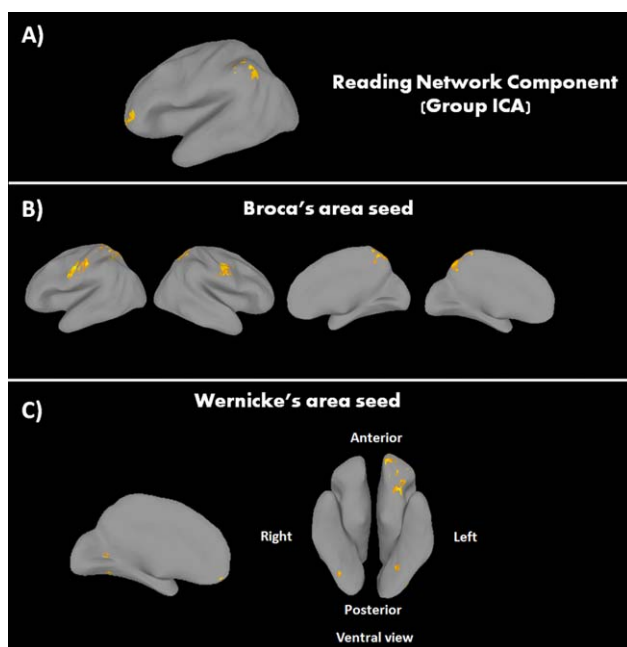 A)
Reading Network Component
(Group ICA)
B)
Broca's area seed
C)
Wernicke's area seed
Anterior
Right
Left
Posterior
Ventral view